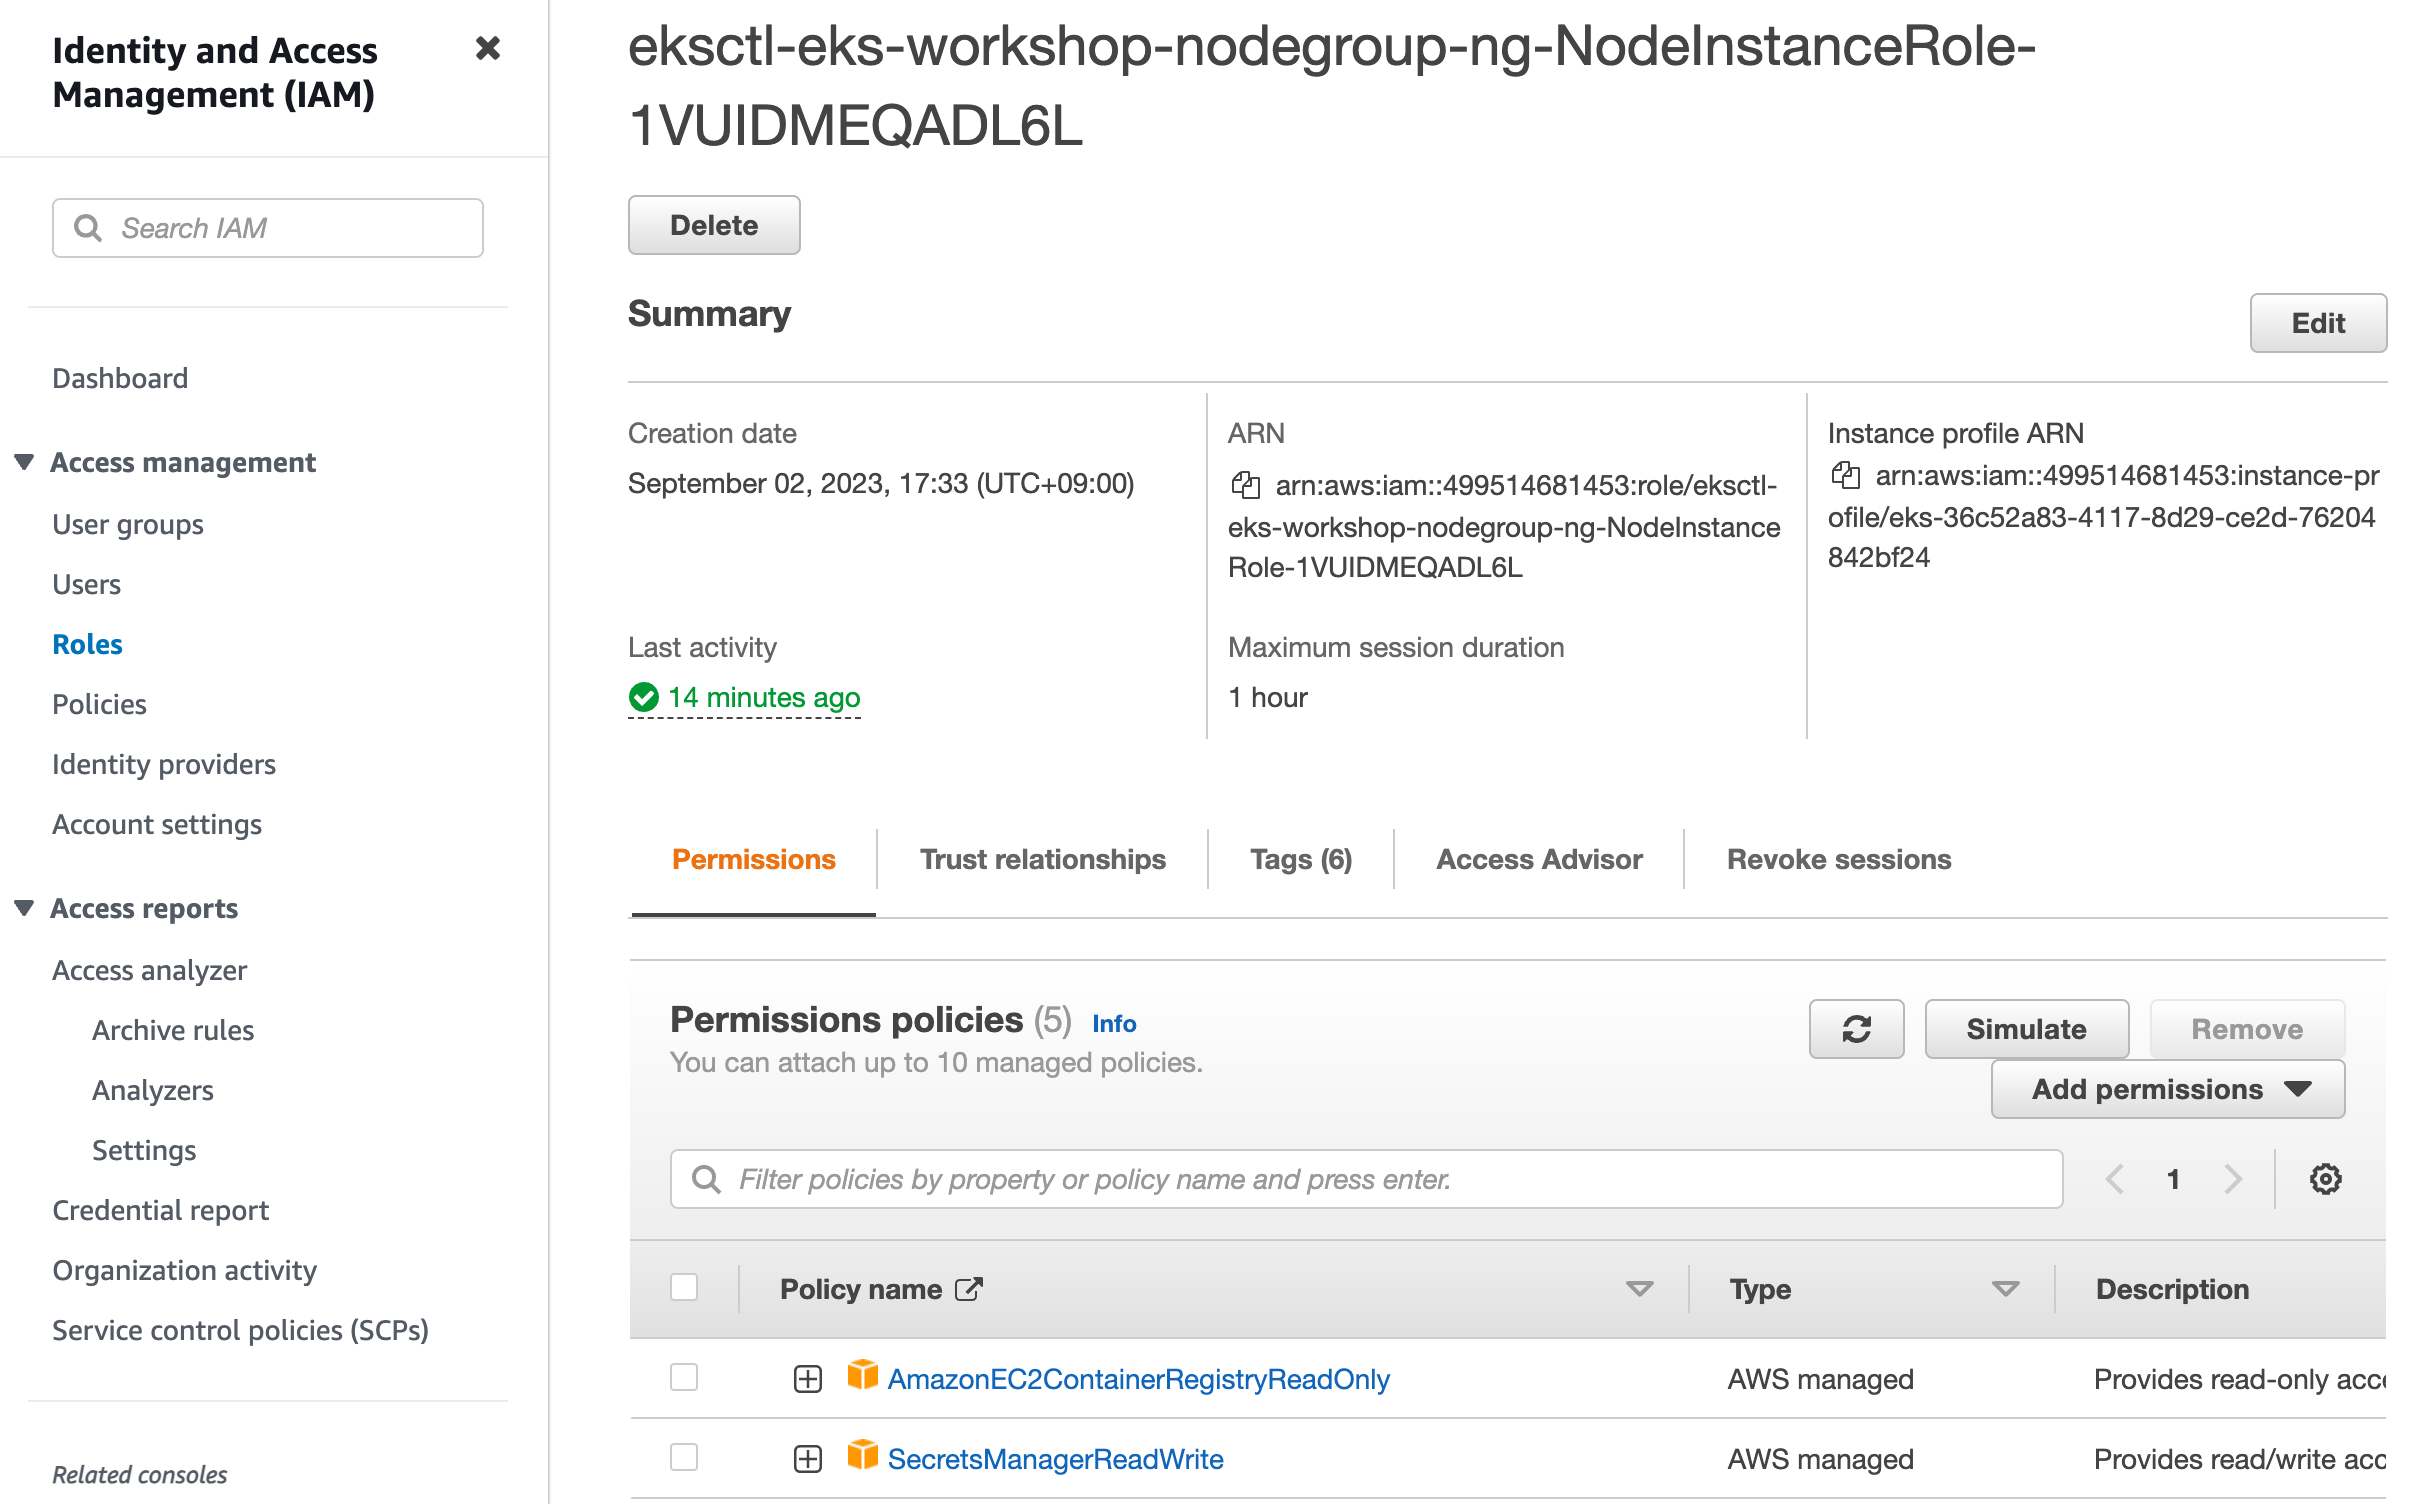 Identity and Access
Management (IAM)
Search IAM
Dashboard
Access management
User groups
Users
Roles
Policies
Identity providers
Account settings
Access reports
Access analyzer
Archive rules
Analyzers
Settings
Credential report
Organization activity
Service control policies (SCPs)
Related consoles
eksctl-eks-workshop-nodegroup-ng-NodeInstanceRole-
1VUIDMEQADL6L
Delete
Summary
Edit
Creation date
September 02, 2023, 17:33 (UTC+09:00)
ARN
arn:aws:iam::499514681453:role/eksctl-
eks-workshop-nodegroup-ng-NodeInstance
Role-1VUIDMEQADL6L
Instance profile ARN
arn:aws:iam::499514681453:instance-pr
ofile/eks-36c52a83-4117-8d29-ce2d-76204
842bf24
Last activity
14 minutes ago
Maximum session duration
1 hour
Permissions
Trust relationships
Tags (6)
Access Advisor
Revoke sessions
Permissions policies (5) Info
You can attach up to 10 managed policies.
Simulate
Remove
Add permissions
Filter policies by property or policy name and press enter.
1
Policy name
Type
Description
AmazonEC2ContainerRegistryReadOnly
AWS managed
Provides read-only acce
SecretsManagerReadWrite
AWS managed
Provides read/write acc